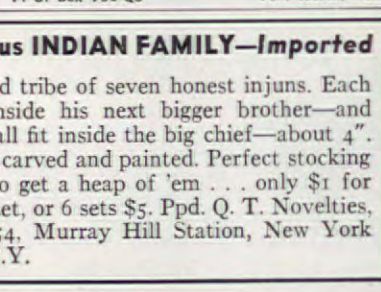 us INDIAN FAMILY—Imported
d tribe of seven honest injuns. Each
nside his next bigger brother—and
all fit inside the big chief—about 4".
carved and painted. Perfect stocking
o get a heap of 'em . . . only $1 for
et, or 6 sets $5. Ppd. Q. T. Novelties,
54, Murray Hill Station, New York
.Y.